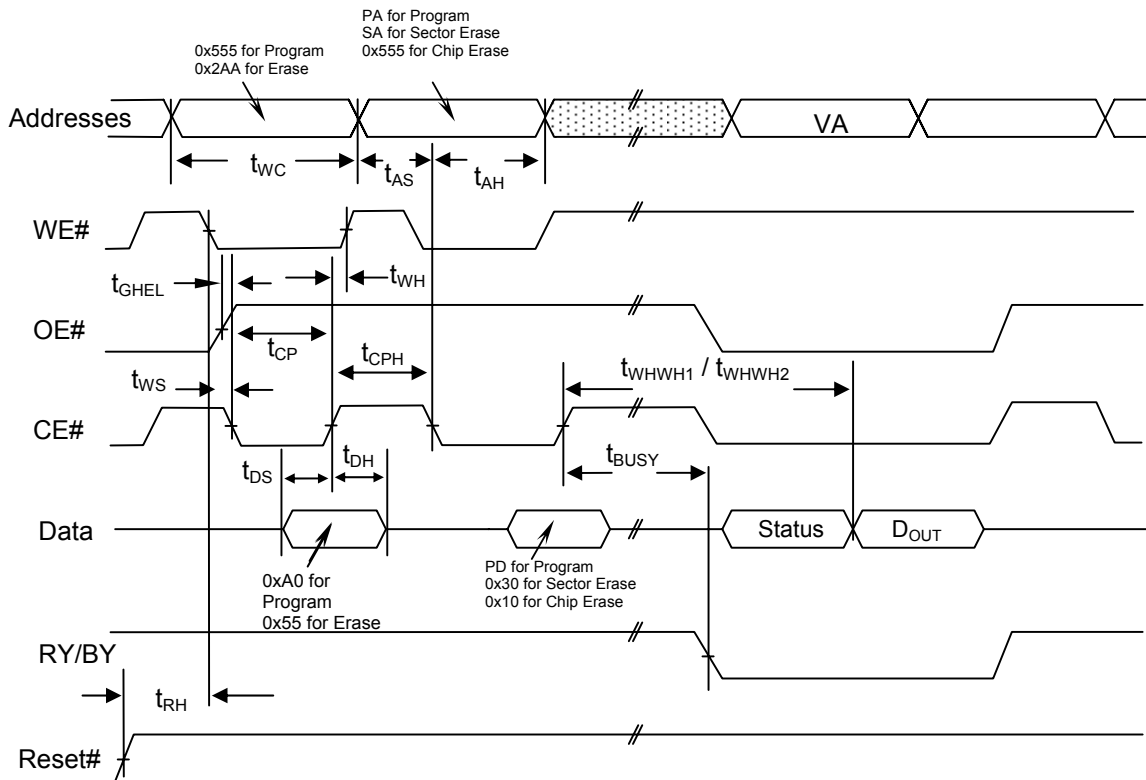 PA for Program
SA for Sector Erase
0x555 for Chip Erase
0x555 for Program
0x2AA for Erase
Addresses
VA
tWC
tAS
tAH
WE#
tGHEL
tWH
OE#
tCP
tCPH
tWHWH1 / tWHWH2
tWS
CE#
tDS
tDH
tBUSY
Data
Status
DOUT
0xA0 for
Program
0x55 for Erase
PD for Program
0x30 for Sector Erase
0x10 for Chip Erase
RY/BY
tRH
Reset#